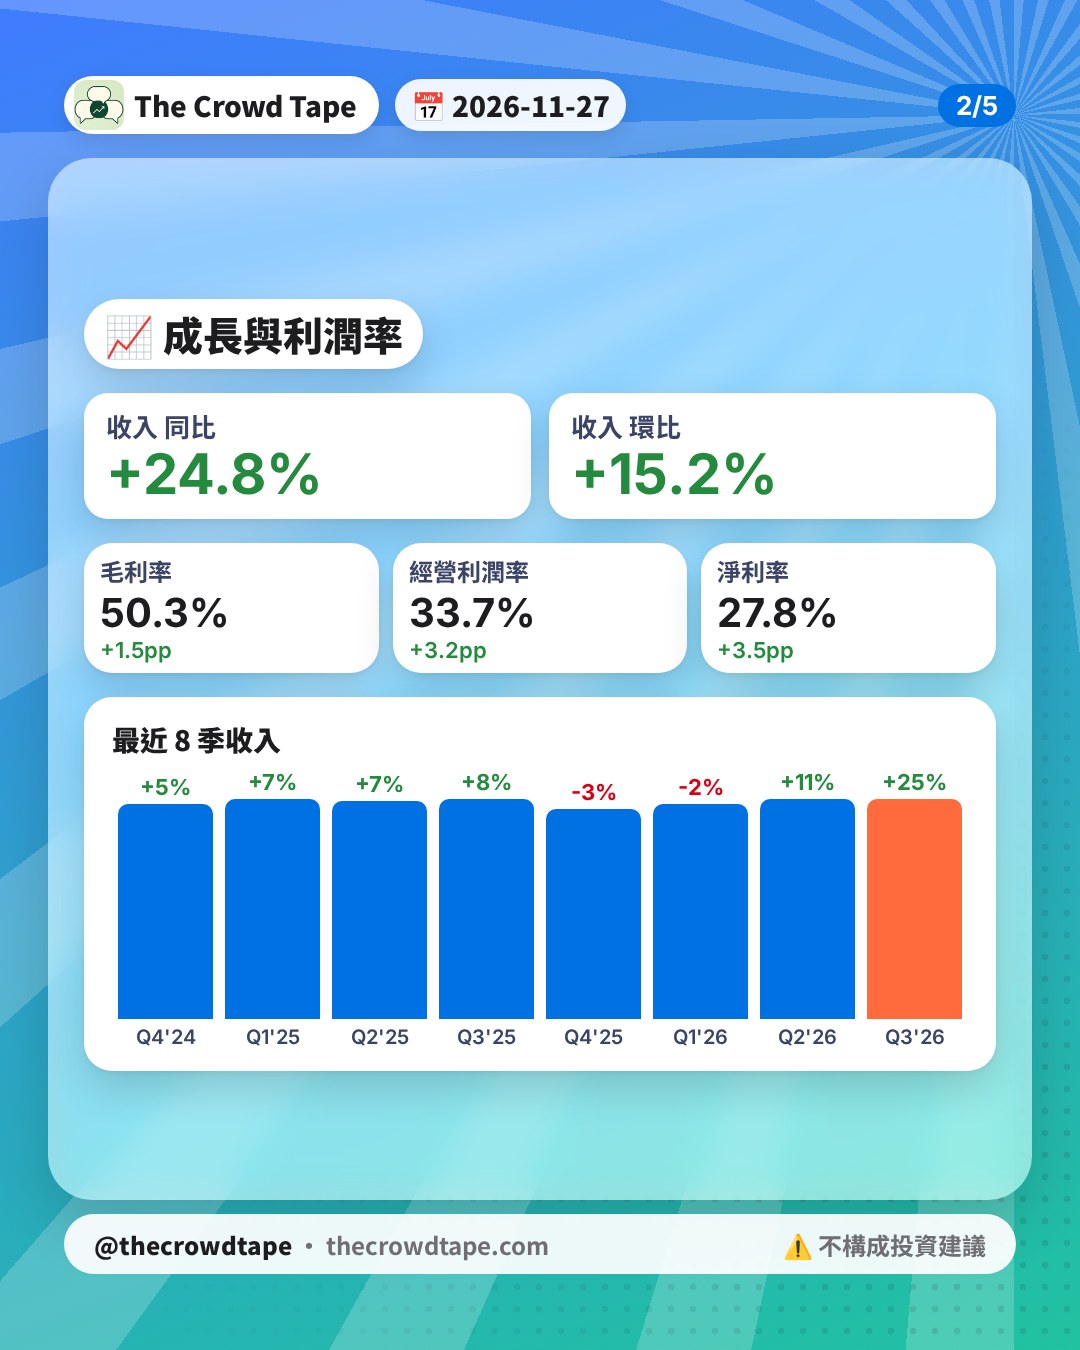 The Crowd Tape
2026-11-27
2/5
成長與利潤率
收入 同比
+24.8%
收入 環比
+15.2%
毛利率
50.3%
+1.5pp
經營利潤率
33.7%
+3.2pp
淨利率
27.8%
+3.5pp
最近 8 季收入
+5% +7% +7% +8% -3% -2% +11% +25%
Q4'24 Q1'25 Q2'25 Q3'25 Q4'25 Q1'26 Q2'26 Q3'26
@thecrowdtape • thecrowdtape.com
⚠️ 不構成投資建議